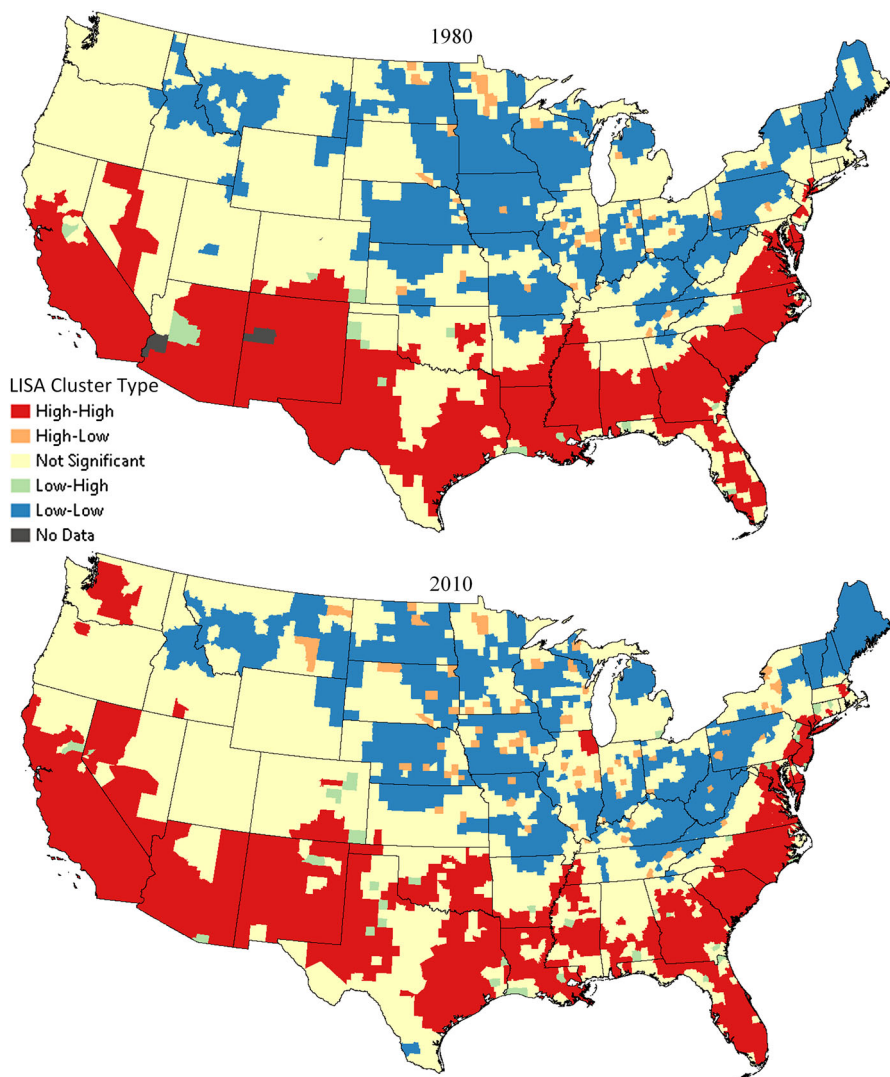 1980
LISA Cluster Type
High-High
High-Low
Not Significant
Low-High
Low-Low
No Data
2010